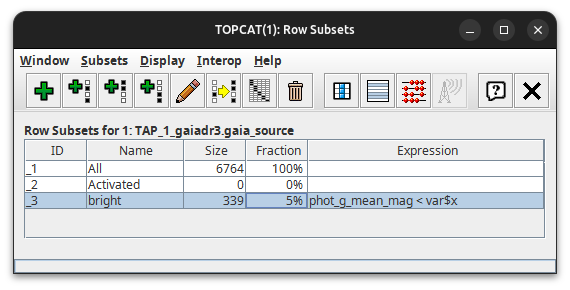 TOPCAT(1): Row Subsets
Window Subsets Display Interop Help
Row Subsets for 1: TAP_1_gaiadr3.gaia_source
ID Name Size Fraction Expression
_1 All 6764 100%
_2 Activated 0 0%
_3 bright 339 5% phot_g_mean_mag < var$x